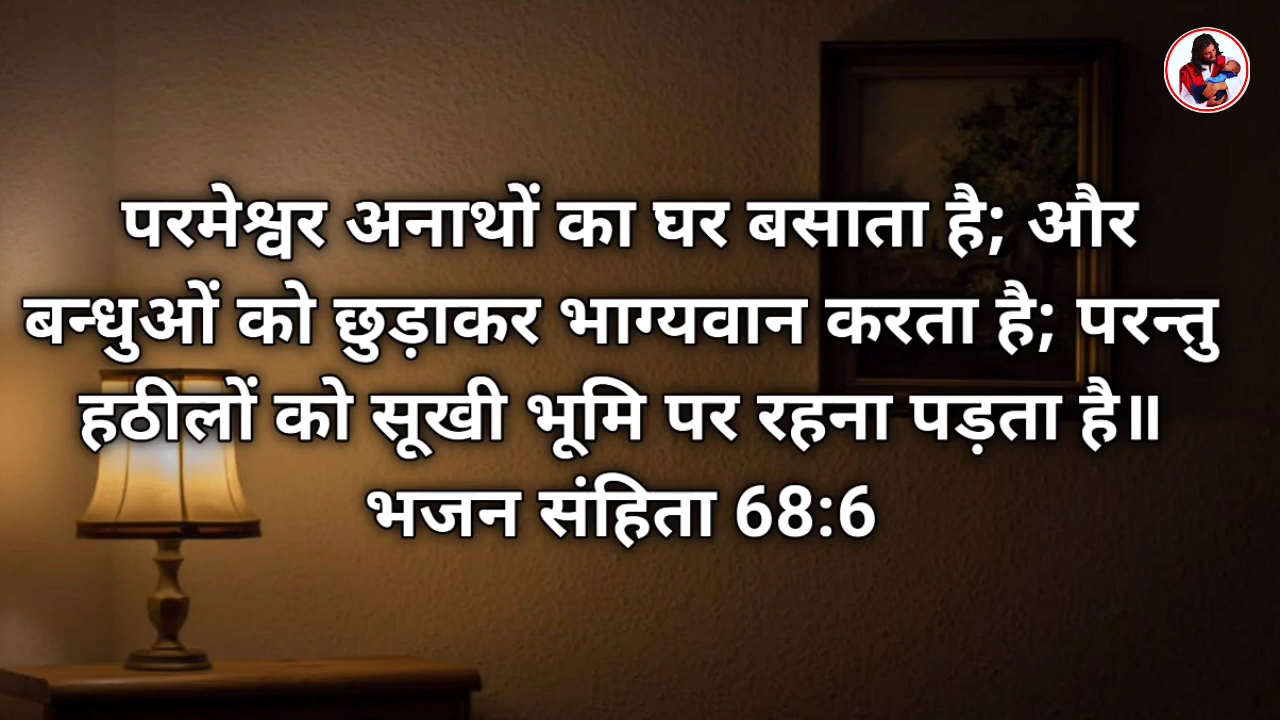 परमेश्वर अनाथों का घर बसाता है; और
बन्धुओं को छुड़ाकर भाग्यवान करता है; परन्तु
हठीलों को सूखी भूमि पर रहना पड़ता है॥
भजन संहिता 68:6